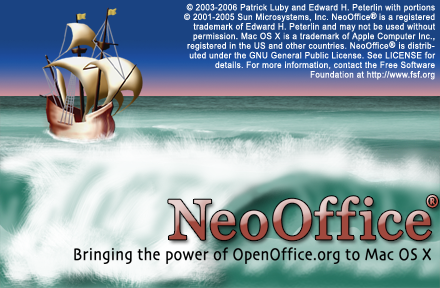 © 2003-2006 Patrick Luby and Edward H. Peterlin with portions
© 2001-2005 Sun Microsystems, Inc. NeoOffice® is a registered
trademark of Edward H. Peterlin and may not be used without
permission. Mac OS X is a trademark of Apple Computer Inc.,
registered in the US and other countries. NeoOffice® is distrib-
uted under the GNU General Public License. See LICENSE for
details. For more information, contact the Free Software
Foundation at http://www.fsf.org
NeoOffice®
Bringing the power of OpenOffice.org to Mac OS X